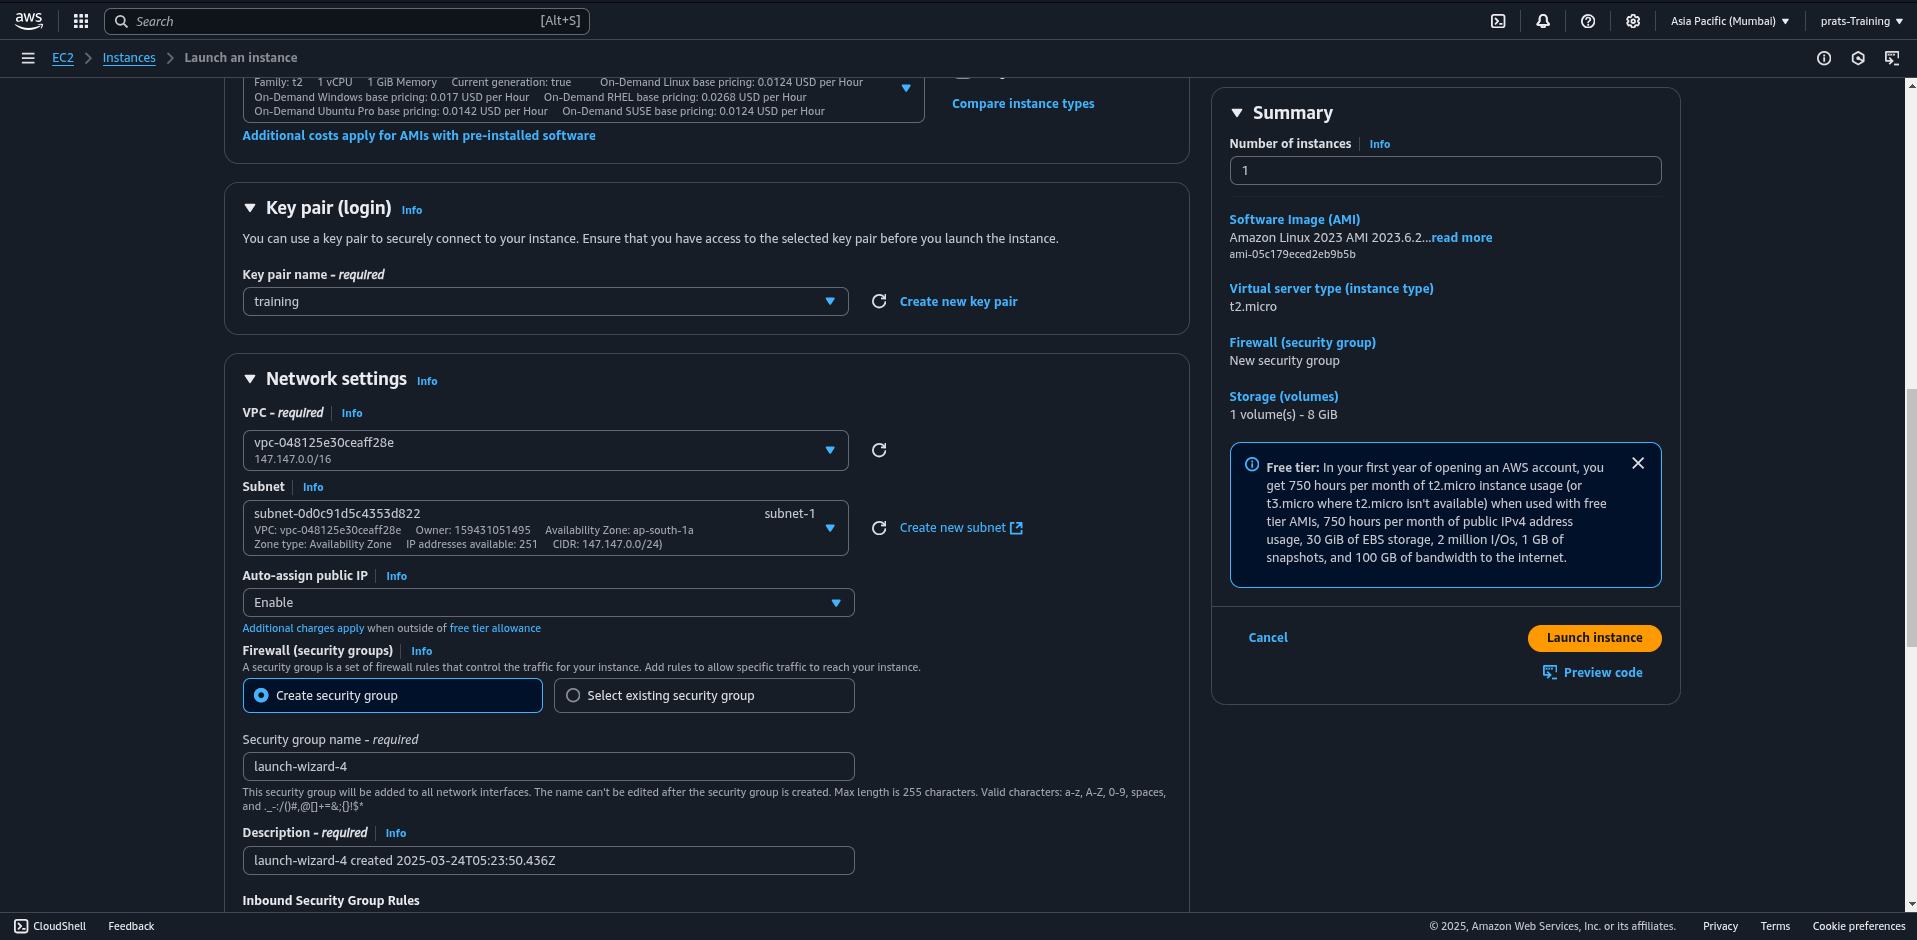 aws
Search [Alt+S]
Asia Pacific (Mumbai)
prats-Training
EC2 Instances Launch an instance
Family: t2 1 vCPU 1 GiB Memory Current generation: true On-Demand Linux base pricing: 0.0124 USD per Hour
On-Demand Windows base pricing: 0.017 USD per Hour On-Demand RHEL base pricing: 0.0268 USD per Hour
On-Demand Ubuntu Pro base pricing: 0.0142 USD per Hour On-Demand SUSE base pricing: 0.0124 USD per Hour
Compare instance types
Additional costs apply for AMIs with pre-installed software
Key pair (login) Info
You can use a key pair to securely connect to your instance. Ensure that you have access to the selected key pair before you launch the instance.
Key pair name - required
training
Create new key pair
Network settings Info
VPC - required Info
vpc-048125e30ceaff28e
147.147.0.0/16
Subnet Info
subnet-0d0c91d5c4353d822 subnet-1
VPC: vpc-048125e30ceaff28e Owner: 159431051495 Availability Zone: ap-south-1a
Zone type: Availability Zone IP addresses available: 251 CIDR: 147.147.0.0/24)
Create new subnet
Auto-assign public IP Info
Enable
Additional charges apply when outside of free tier allowance
Firewall (security groups) Info
A security group is a set of firewall rules that control the traffic for your instance. Add rules to allow specific traffic to reach your instance.
Create security group
Select existing security group
Security group name - required
launch-wizard-4
This security group will be added to all network interfaces. The name can't be edited after the security group is created. Max length is 255 characters. Valid characters: a-z, A-Z, 0-9, spaces,
and ._-:/()#,@[]+=&;{}!$*
Description - required Info
launch-wizard-4 created 2025-03-24T05:23:50.436Z
Inbound Security Group Rules
Summary
Number of instances Info
1
Software Image (AMI)
Amazon Linux 2023 AMI 2023.6.2...read more
ami-05c179eced2eb9b5b
Virtual server type (instance type)
t2.micro
Firewall (security group)
New security group
Storage (volumes)
1 volume(s) - 8 GiB
Free tier: In your first year of opening an AWS account, you
get 750 hours per month of t2.micro instance usage (or
t3.micro where t2.micro isn't available) when used with free
tier AMIs, 750 hours per month of public IPv4 address
usage, 30 GiB of EBS storage, 2 million I/Os, 1 GB of
snapshots, and 100 GB of bandwidth to the internet.
Cancel
Launch instance
Preview code
CloudShell Feedback
© 2025, Amazon Web Services, Inc. or its affiliates. Privacy Terms Cookie preferences